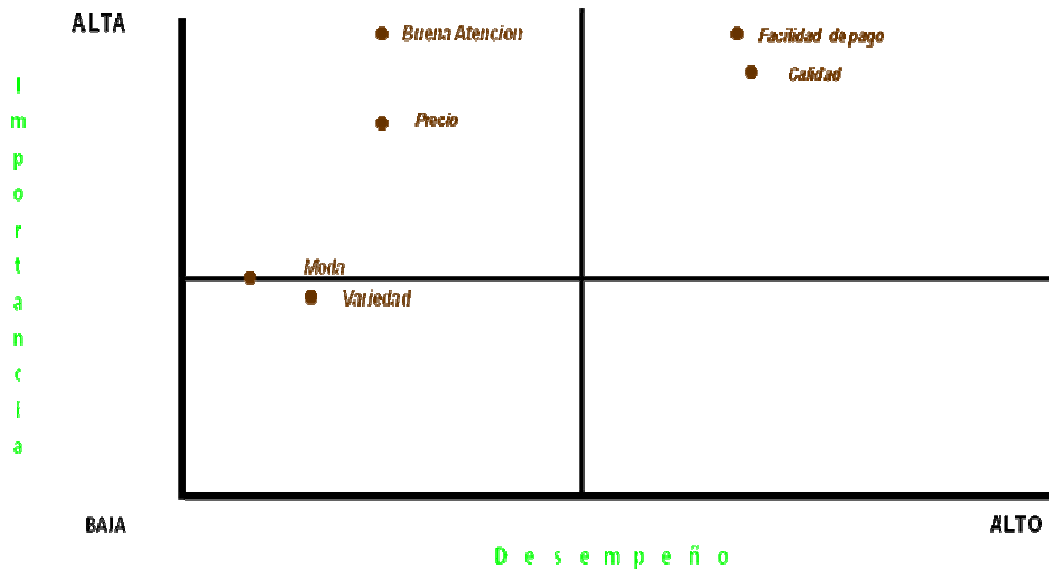 ALTA
Buena Atencion
Facilidad de pago
Calidad
Precio
Importancia
Moda
Variedad
BAJA
ALTO
Desempeño